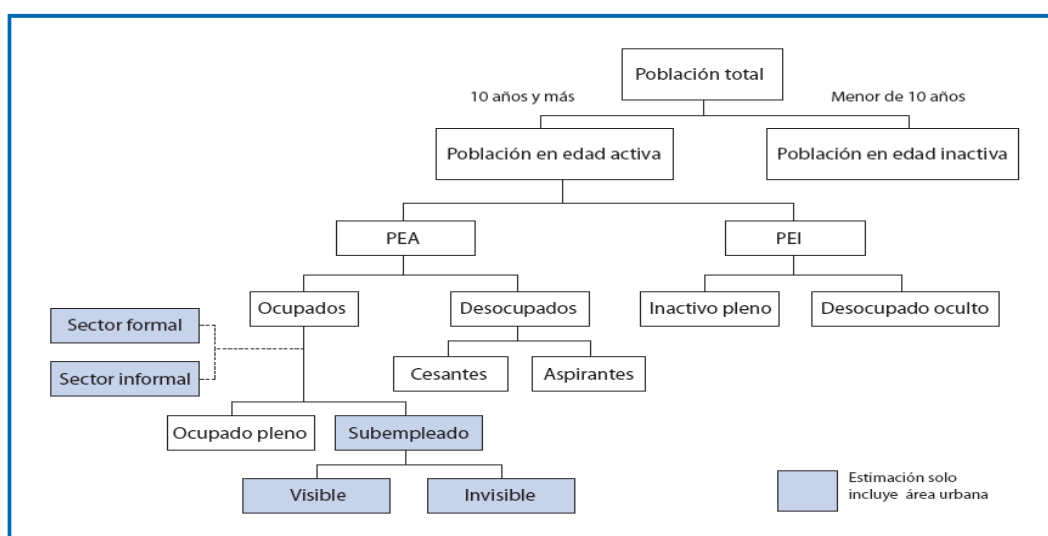 Población total
10 años y más
Menor de 10 años
Población en edad activa
Población en edad inactiva
PEA
PEI
Ocupados
Desocupados
Inactivo pleno
Desocupado oculto
Sector formal
Sector informal
Cesantes
Aspirantes
Ocupado pleno
Subempleado
Visible
Invisible
Estimación solo
incluye área urbana